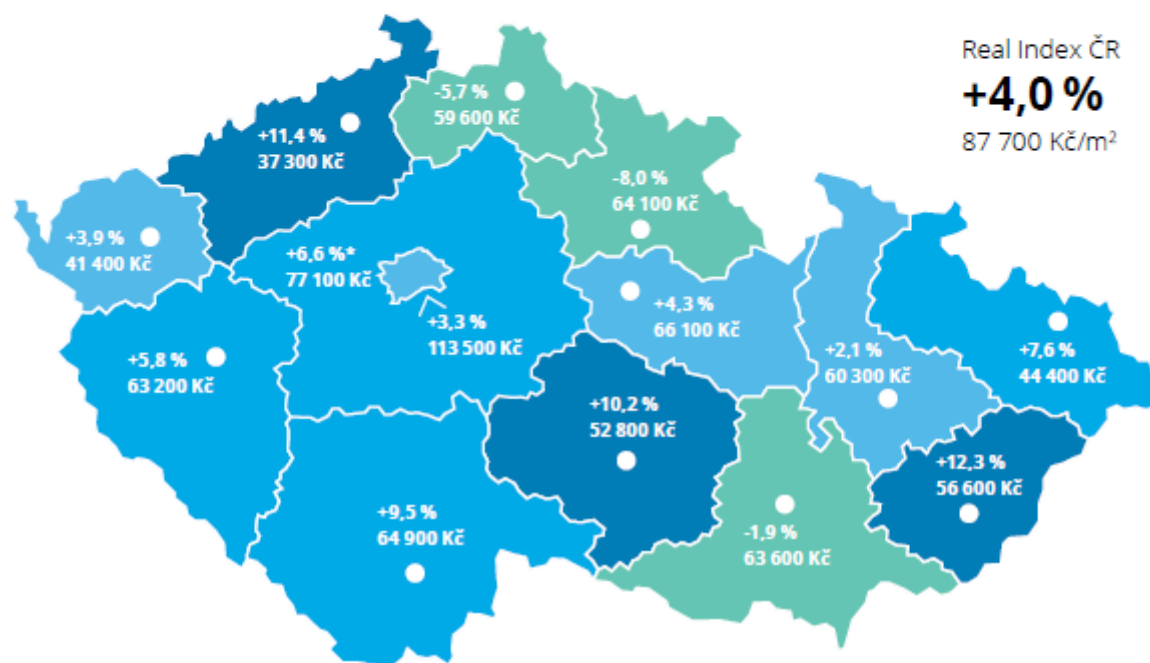 Real Index ČR
+4,0 %
87 700 Kč/m²
-5,7 %
59 600 Kč
+11,4 %
37 300 Kč
-8,0 %
64 100 Kč
+3,9 %
41 400 Kč
+6,6 %*
77 100 Kč
+3,3 %
113 500 Kč
+4,3 %
66 100 Kč
+2,1 %
60 300 Kč
+7,6 %
44 400 Kč
+5,8 %
63 200 Kč
+10,2 %
52 800 Kč
+12,3 %
56 600 Kč
+9,5 %
64 900 Kč
-1,9 %
63 600 Kč